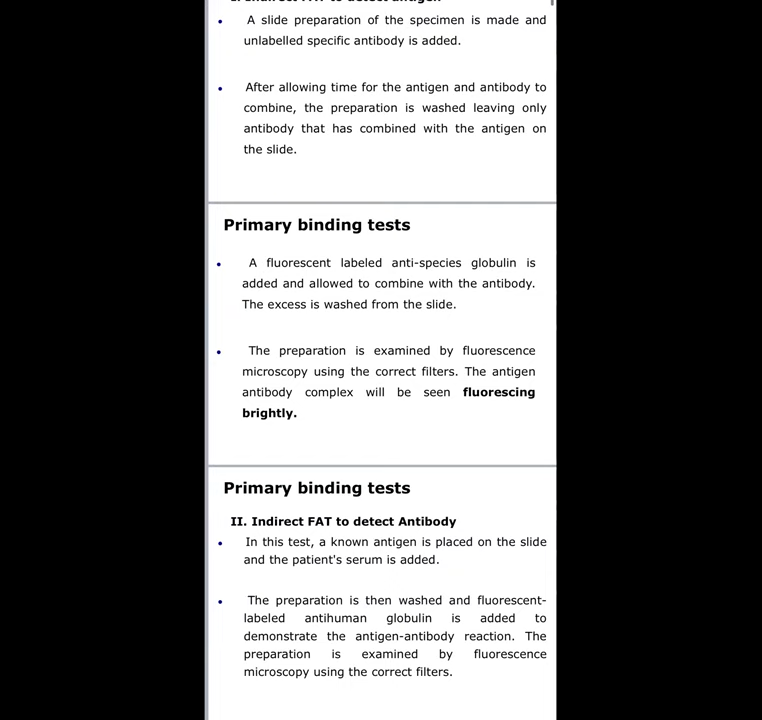 I. Indirect FAT to detect antigen
• A slide preparation of the specimen is made and
unlabelled specific antibody is added.
• After allowing time for the antigen and antibody to
combine, the preparation is washed leaving only
antibody that has combined with the antigen on
the slide.
Primary binding tests
• A fluorescent labeled anti-species globulin is
added and allowed to combine with the antibody.
The excess is washed from the slide.
• The preparation is examined by fluorescence
microscopy using the correct filters. The antigen
antibody complex will be seen fluorescing
brightly.
Primary binding tests
II. Indirect FAT to detect Antibody
• In this test, a known antigen is placed on the slide
and the patient's serum is added.
• The preparation is then washed and fluorescent-
labeled antihuman globulin is added to
demonstrate the antigen-antibody reaction. The
preparation is examined by fluorescence
microscopy using the correct filters.